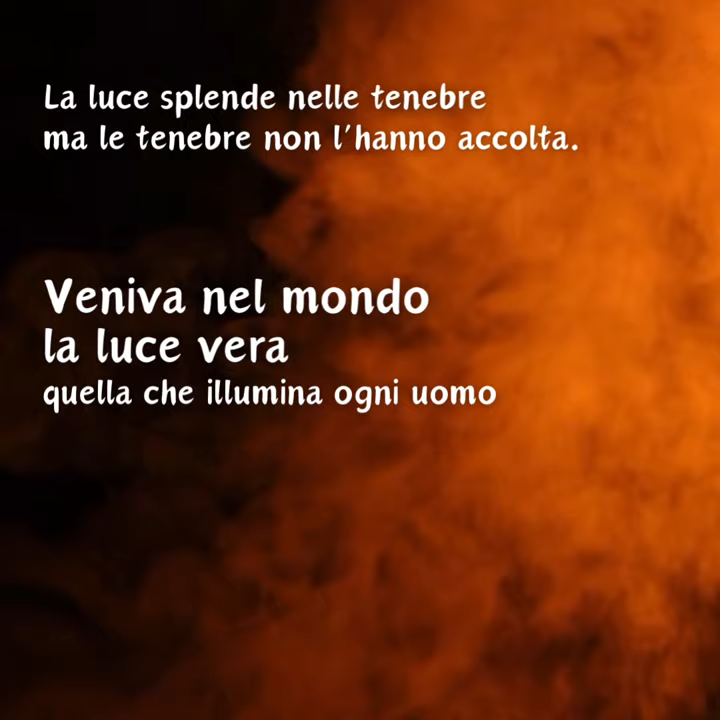 La luce splende nelle tenebre
ma le tenebre non l'hanno accolta.
Veniva nel mondo
la luce vera
quella che illumina ogni uomo